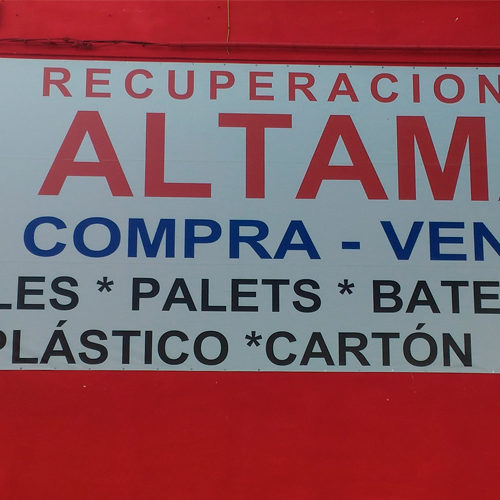 RECUPERACION
ALTAM
COMPRA - VEN
LES * PALETS * BATE
PLÁSTICO *CARTÓN